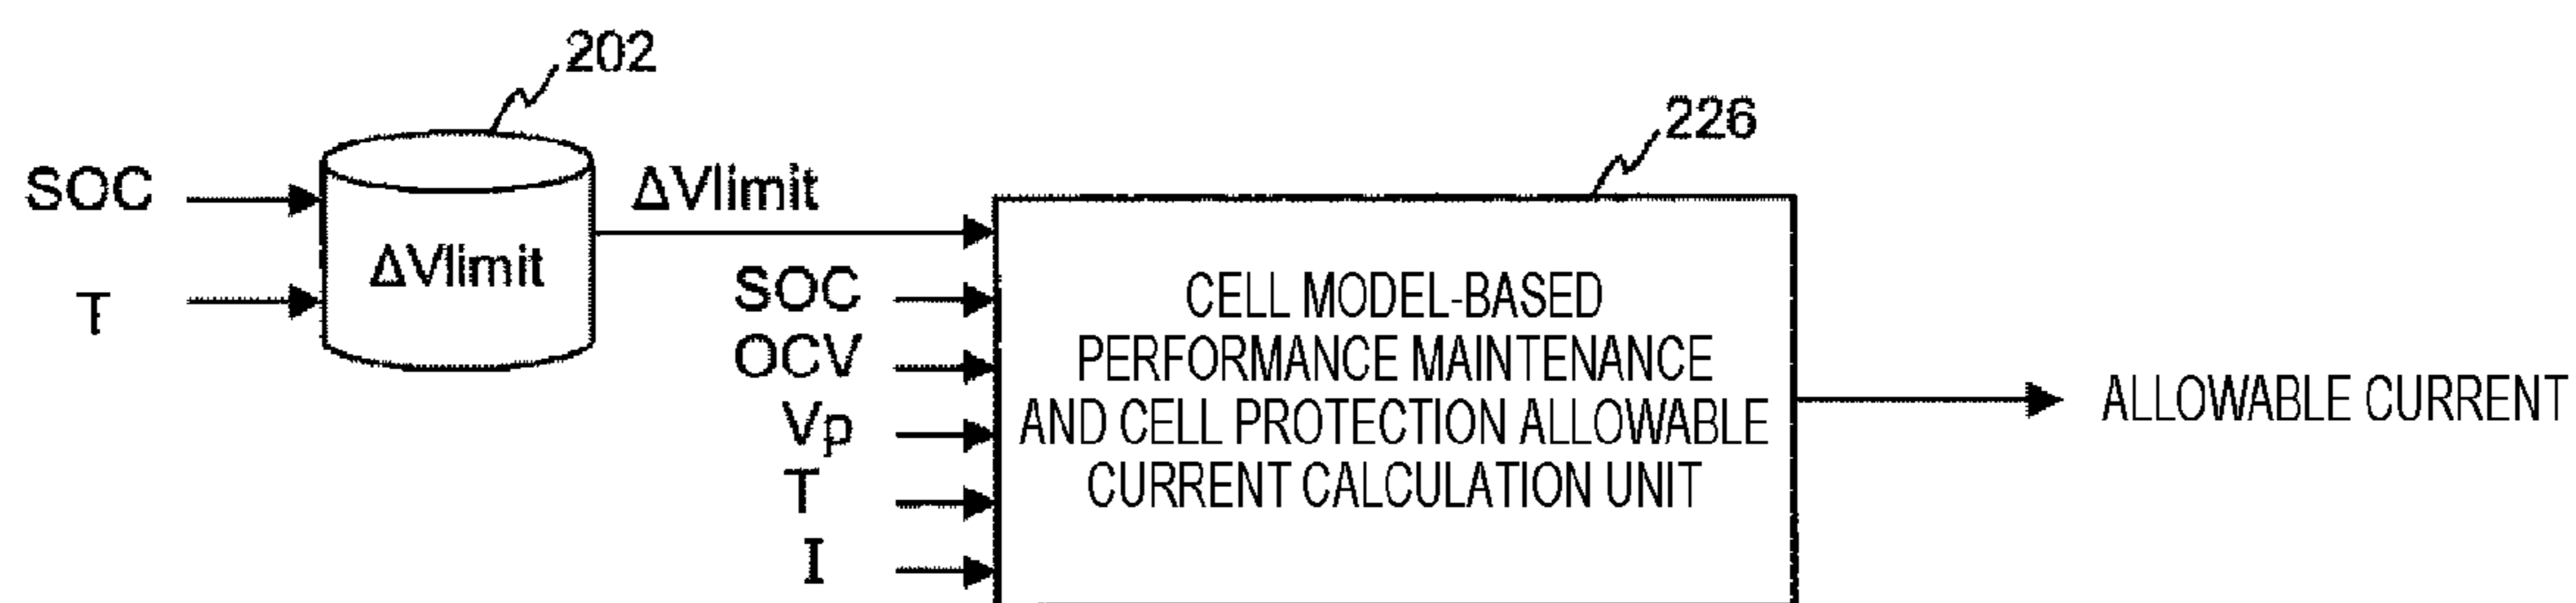 202
226
SOC
ΔVlimit
ΔVlimit
T
SOC
OCV
Vp
T
I
CELL MODEL-BASED
PERFORMANCE MAINTENANCE
AND CELL PROTECTION ALLOWABLE
CURRENT CALCULATION UNIT
ALLOWABLE CURRENT